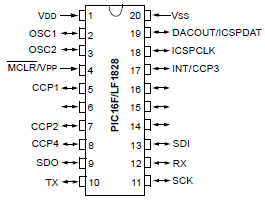 VDD 1 20 VSS
OSC1 2 19 DACOUT/ICSPDAT
OSC2 3 18 ICSPCLK
MCLR/VPP 4 17 INT/CCP3
CCP1 5 16
6 15
CCP2 7 14
CCP4 8 13 SDI
SDO 9 12 RX
TX 10 11 SCK
PIC16F/LF1828